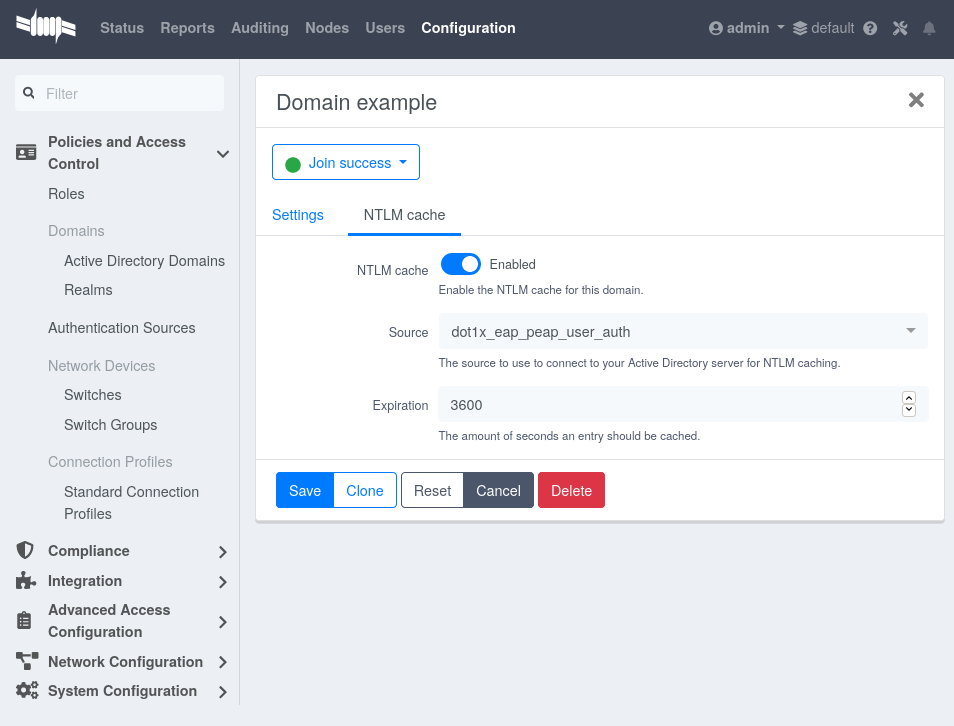 Status Reports Auditing Nodes Users Configuration admin default
Filter
Policies and Access
Control
Roles
Domains
Active Directory Domains
Realms
Authentication Sources
Network Devices
Switches
Switch Groups
Connection Profiles
Standard Connection
Profiles
Compliance
Integration
Advanced Access
Configuration
Network Configuration
System Configuration
Domain example
Join success
Settings NTLM cache
NTLM cache Enabled
Enable the NTLM cache for this domain.
Source dot1x_eap_peap_user_auth
The source to use to connect to your Active Directory server for NTLM caching.
Expiration 3600
The amount of seconds an entry should be cached.
Save Clone Reset Cancel Delete